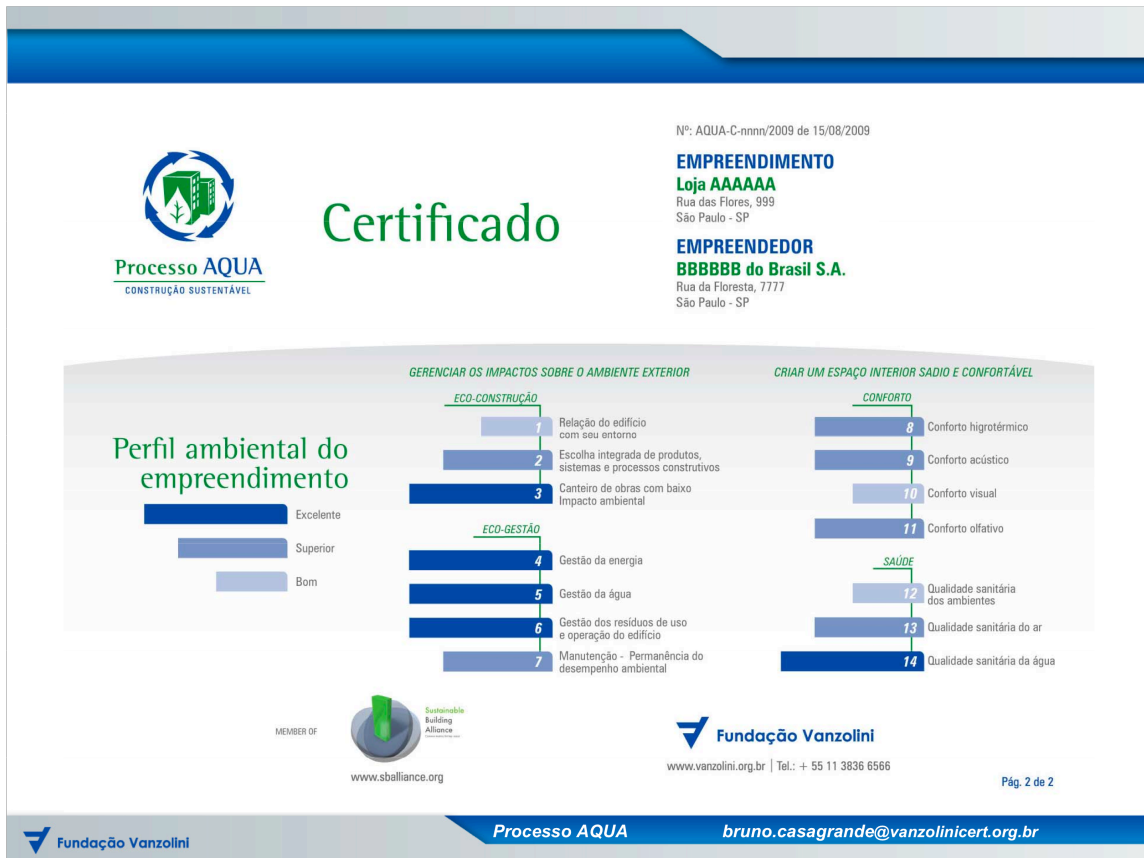 Nº: AQUA-C-nnnn/2009 de 15/08/2009
EMPREENDIMENTO
Loja AAAAAA
Rua das Flores, 999
São Paulo - SP
EMPREENDEDOR
BBBBBB do Brasil S.A.
Rua da Floresta, 7777
São Paulo - SP
Certificado
Processo AQUA
CONSTRUÇÃO SUSTENTÁVEL
Perfil ambiental do
empreendimento
Excelente
Superior
Bom
GERENCIAR OS IMPACTOS SOBRE O AMBIENTE EXTERIOR
ECO-CONSTRUÇÃO
1 Relação do edifício
com seu entorno
2 Escolha integrada de produtos,
sistemas e processos construtivos
3 Canteiro de obras com baixo
Impacto ambiental
ECO-GESTÃO
4 Gestão da energia
5 Gestão da água
6 Gestão dos resíduos de uso
e operação do edifício
7 Manutenção - Permanência do
desempenho ambiental
CRIAR UM ESPAÇO INTERIOR SADIO E CONFORTÁVEL
CONFORTO
8 Conforto higrotérmico
9 Conforto acústico
10 Conforto visual
11 Conforto olfativo
SAÚDE
12 Qualidade sanitária
dos ambientes
13 Qualidade sanitária do ar
14 Qualidade sanitária da água
MEMBER OF
Sustainable
Building
Alliance
www.sballiance.org
Fundação Vanzolini
www.vanzolini.org.br | Tel.: + 55 11 3836 6566
Pág. 2 de 2
Fundação Vanzolini
Processo AQUA
bruno.casagrande@vanzolinicert.org.br